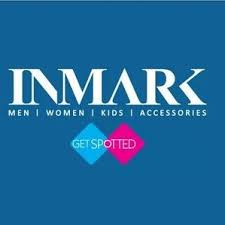 INMARK
MEN | WOMEN | KIDS | ACCESSORIES
GET SPOTTED